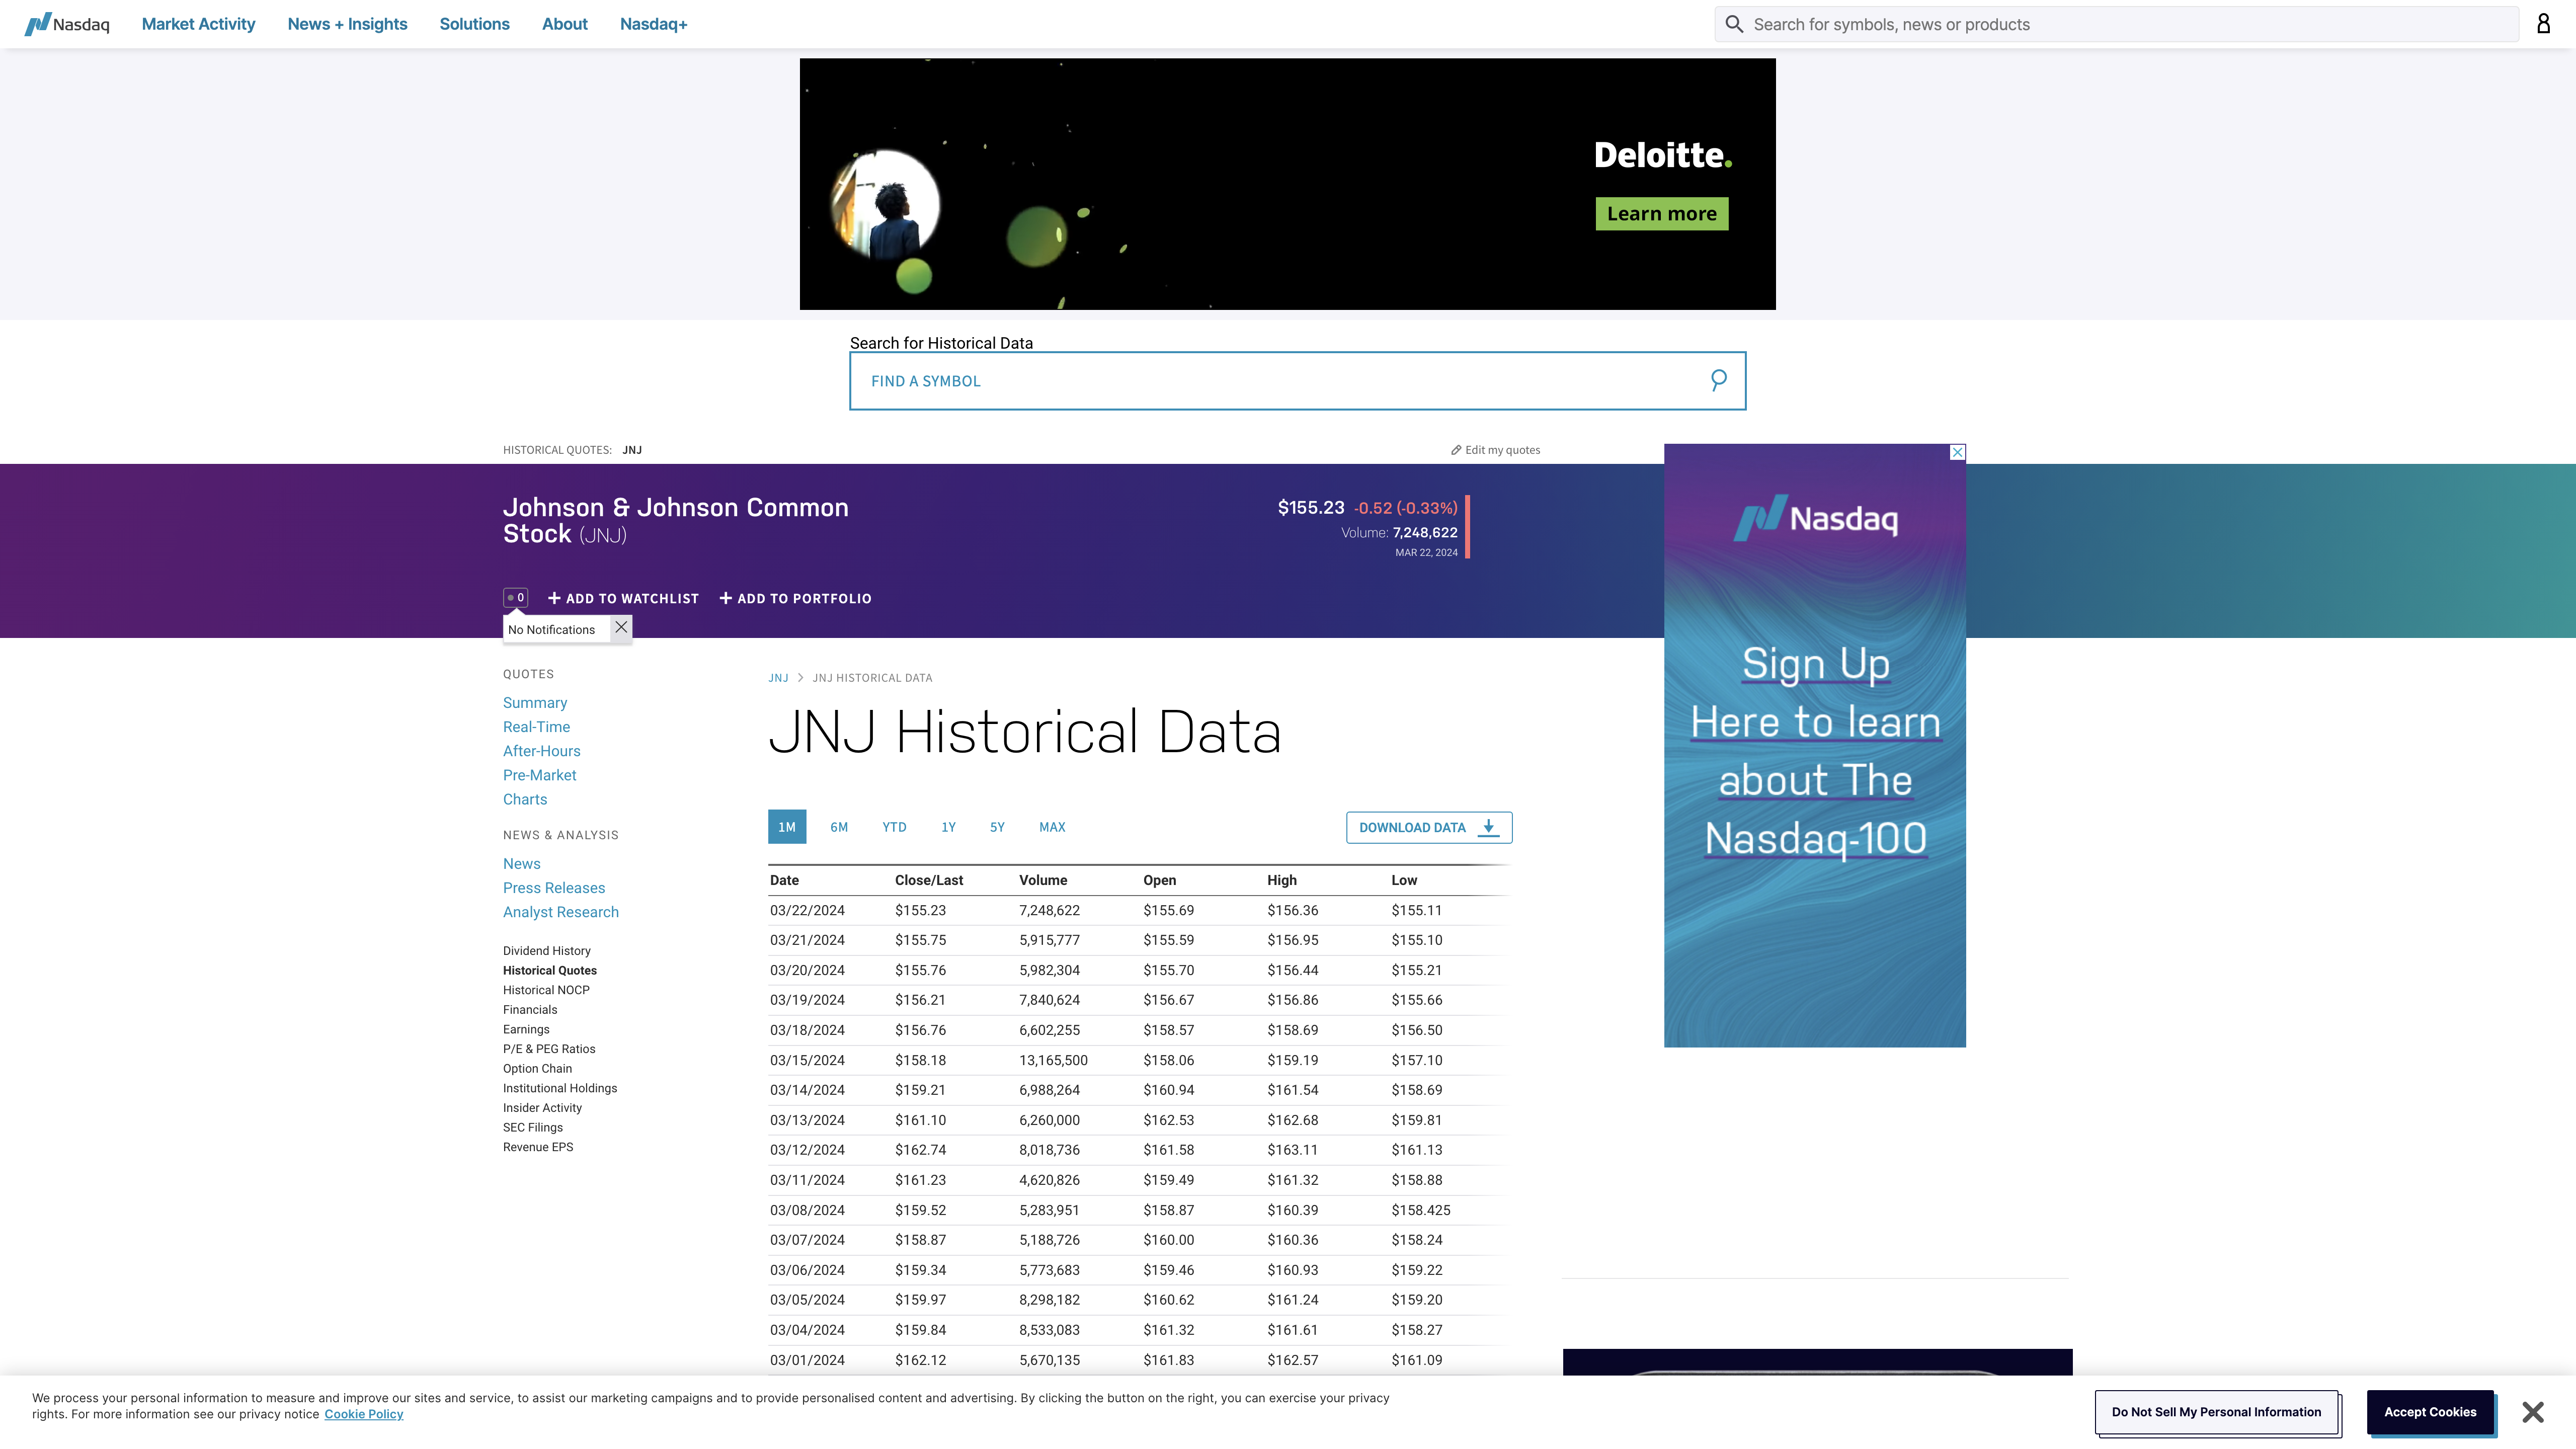 Nasdaq Market Activity News + Insights Solutions About Nasdaq+ Search for symbols, news or products
Deloitte.
Learn more
Search for Historical Data
FIND A SYMBOL
HISTORICAL QUOTES: JNJ Edit my quotes
Johnson & Johnson Common
Stock (JNJ)
$155.23 -0.52 (-0.33%)
Volume: 7,248,622
MAR 22, 2024
0 ADD TO WATCHLIST ADD TO PORTFOLIO
No Notifications
Nasdaq
Sign Up
Here to learn
about The
Nasdaq-100
QUOTES
Summary
Real-Time
After-Hours
Pre-Market
Charts
NEWS & ANALYSIS
News
Press Releases
Analyst Research
Dividend History
Historical Quotes
Historical NOCP
Financials
Earnings
P/E & PEG Ratios
Option Chain
Institutional Holdings
Insider Activity
SEC Filings
Revenue EPS
JNJ > JNJ HISTORICAL DATA
JNJ Historical Data
1M 6M YTD 1Y 5Y MAX DOWNLOAD DATA
Date Close/Last Volume Open High Low
03/22/2024 $155.23 7,248,622 $155.69 $156.36 $155.11
03/21/2024 $155.75 5,915,777 $155.59 $156.95 $155.10
03/20/2024 $155.76 5,982,304 $155.70 $156.44 $155.21
03/19/2024 $156.21 7,840,624 $156.67 $156.86 $155.66
03/18/2024 $156.76 6,602,255 $158.57 $158.69 $156.50
03/15/2024 $158.18 13,165,500 $158.06 $159.19 $157.10
03/14/2024 $159.21 6,988,264 $160.94 $161.54 $158.69
03/13/2024 $161.10 6,260,000 $162.53 $162.68 $159.81
03/12/2024 $162.74 8,018,736 $161.58 $163.11 $161.13
03/11/2024 $161.23 4,620,826 $159.49 $161.32 $158.88
03/08/2024 $159.52 5,283,951 $158.87 $160.39 $158.425
03/07/2024 $158.87 5,188,726 $160.00 $160.36 $158.24
03/06/2024 $159.34 5,773,683 $159.46 $160.93 $159.22
03/05/2024 $159.97 8,298,182 $160.62 $161.24 $159.20
03/04/2024 $159.84 8,533,083 $161.32 $161.61 $158.27
03/01/2024 $162.12 5,670,135 $161.83 $162.57 $161.09
We process your personal information to measure and improve our sites and service, to assist our marketing campaigns and to provide personalised content and advertising. By clicking the button on the right, you can exercise your privacy
rights. For more information see our privacy notice Cookie Policy
Do Not Sell My Personal Information
Accept Cookies